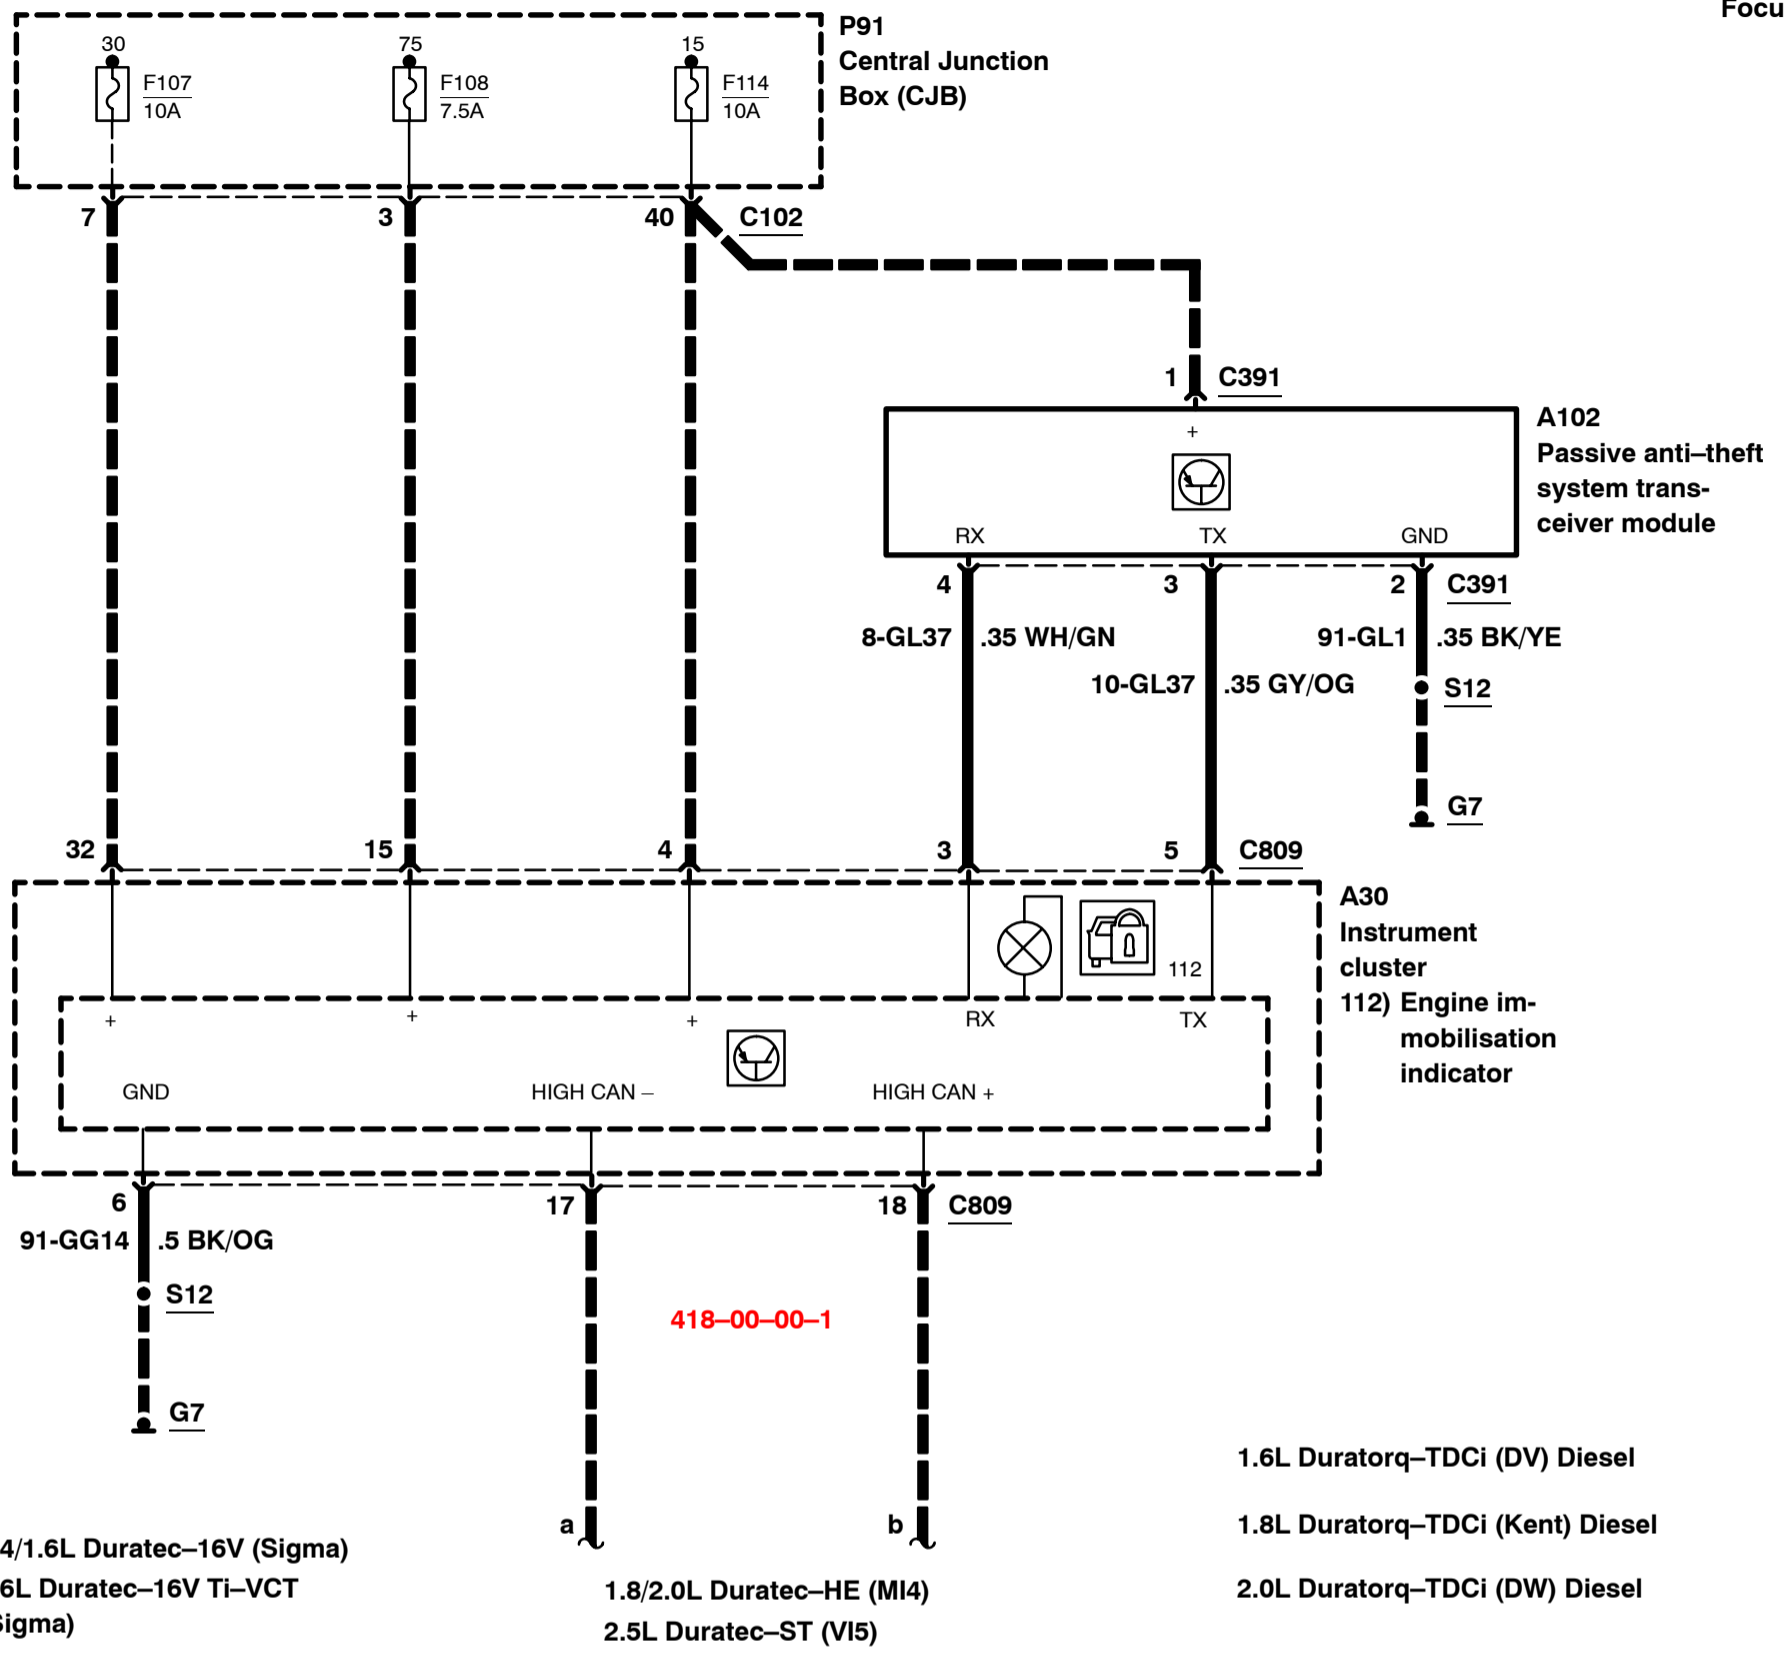 Focu
P91
Central Junction
Box (CJB)
30
75
15
F107
10A
F108
7.5A
F114
10A
7
3
40
C102
1
C391
A102
Passive anti–theft
system trans-
ceiver module
+
RX
TX
GND
4
3
2
C391
8-GL37
.35 WH/GN
91-GL1
.35 BK/YE
10-GL37
.35 GY/OG
S12
G7
32
15
4
3
5
C809
A30
Instrument
cluster
112) Engine im-
mobilisation
indicator
112
+
+
+
RX
TX
GND
HIGH CAN –
HIGH CAN +
6
17
18
C809
91-GG14
.5 BK/OG
S12
418–00–00–1
G7
a
b
4/1.6L Duratec–16V (Sigma)
6L Duratec–16V Ti–VCT
Sigma)
1.8/2.0L Duratec–HE (MI4)
2.5L Duratec–ST (VI5)
1.6L Duratorq–TDCi (DV) Diesel
1.8L Duratorq–TDCi (Kent) Diesel
2.0L Duratorq–TDCi (DW) Diesel